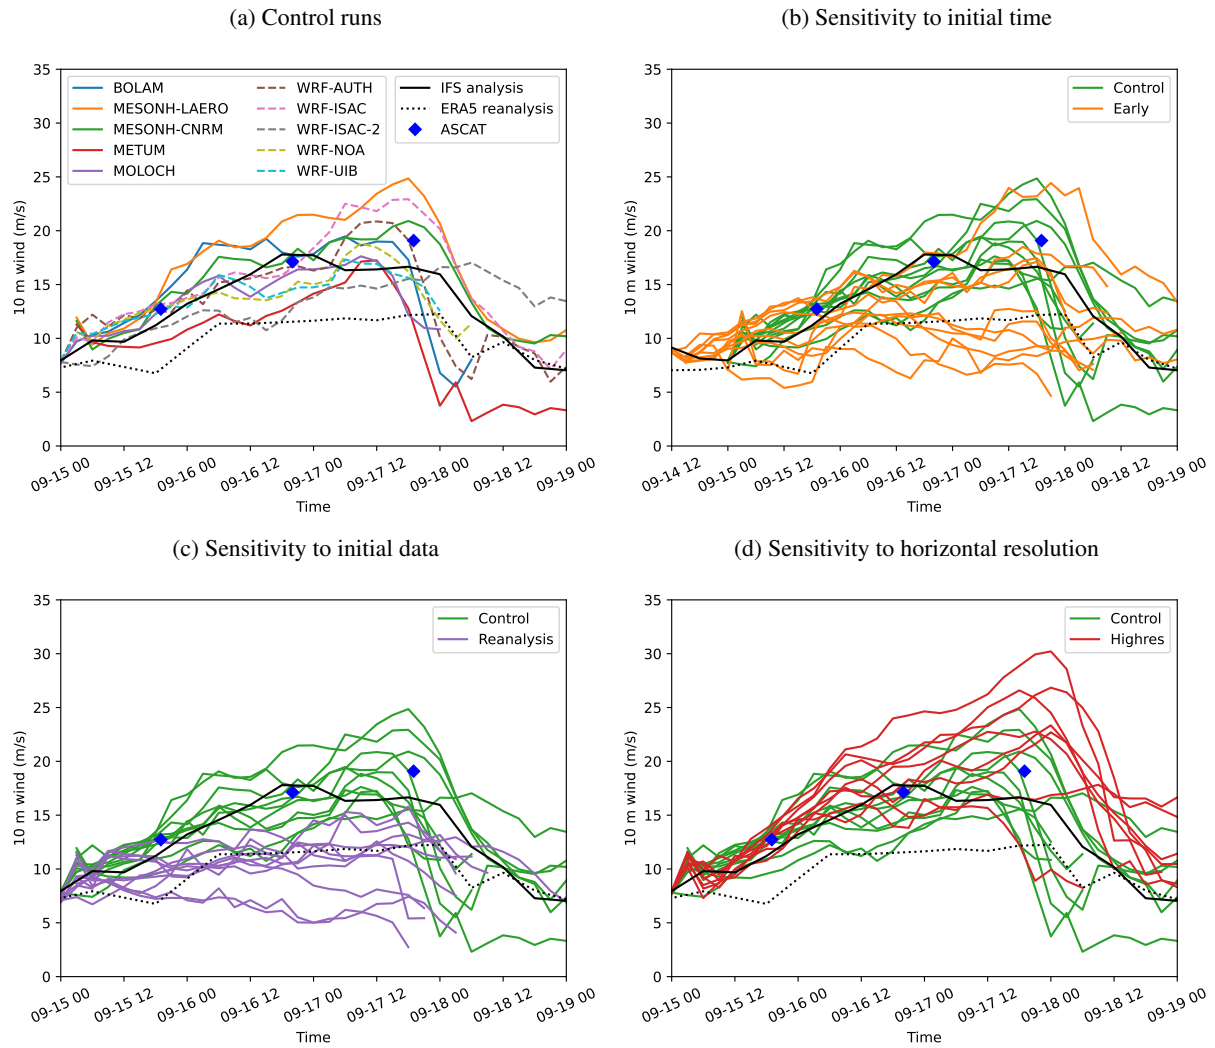 (a) Control runs
35
30
25
20
15
10
5
0
10 m wind (m/s)
BOLAM
MESONH-LAERO
MESONH-CNRM
METUM
MOLOCH
WRF-AUTH
WRF-ISAC
WRF-ISAC-2
WRF-NOA
WRF-UIB
IFS analysis
ERA5 reanalysis
ASCAT
09-15 00
09-15 12
09-16 00
09-16 12
09-17 00
09-17 12
09-18 00
09-18 12
09-19 00
Time
(b) Sensitivity to initial time
35
30
25
20
15
10
5
0
10 m wind (m/s)
Control
Early
09-14 12
09-15 00
09-15 12
09-16 00
09-16 12
09-17 00
09-17 12
09-18 00
09-18 12
09-19 00
Time
(c) Sensitivity to initial data
35
30
25
20
15
10
5
0
10 m wind (m/s)
Control
Reanalysis
09-15 00
09-15 12
09-16 00
09-16 12
09-17 00
09-17 12
09-18 00
09-18 12
09-19 00
Time
(d) Sensitivity to horizontal resolution
35
30
25
20
15
10
5
0
10 m wind (m/s)
Control
Highres
09-15 00
09-15 12
09-16 00
09-16 12
09-17 00
09-17 12
09-18 00
09-18 12
09-19 00
Time